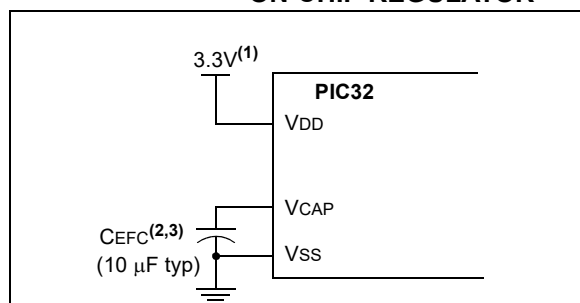 ON-CHIP REGULATOR
3.3V(1)
PIC32
VDD
VCAP
CEFC(2,3)
(10 μF typ)
VSS